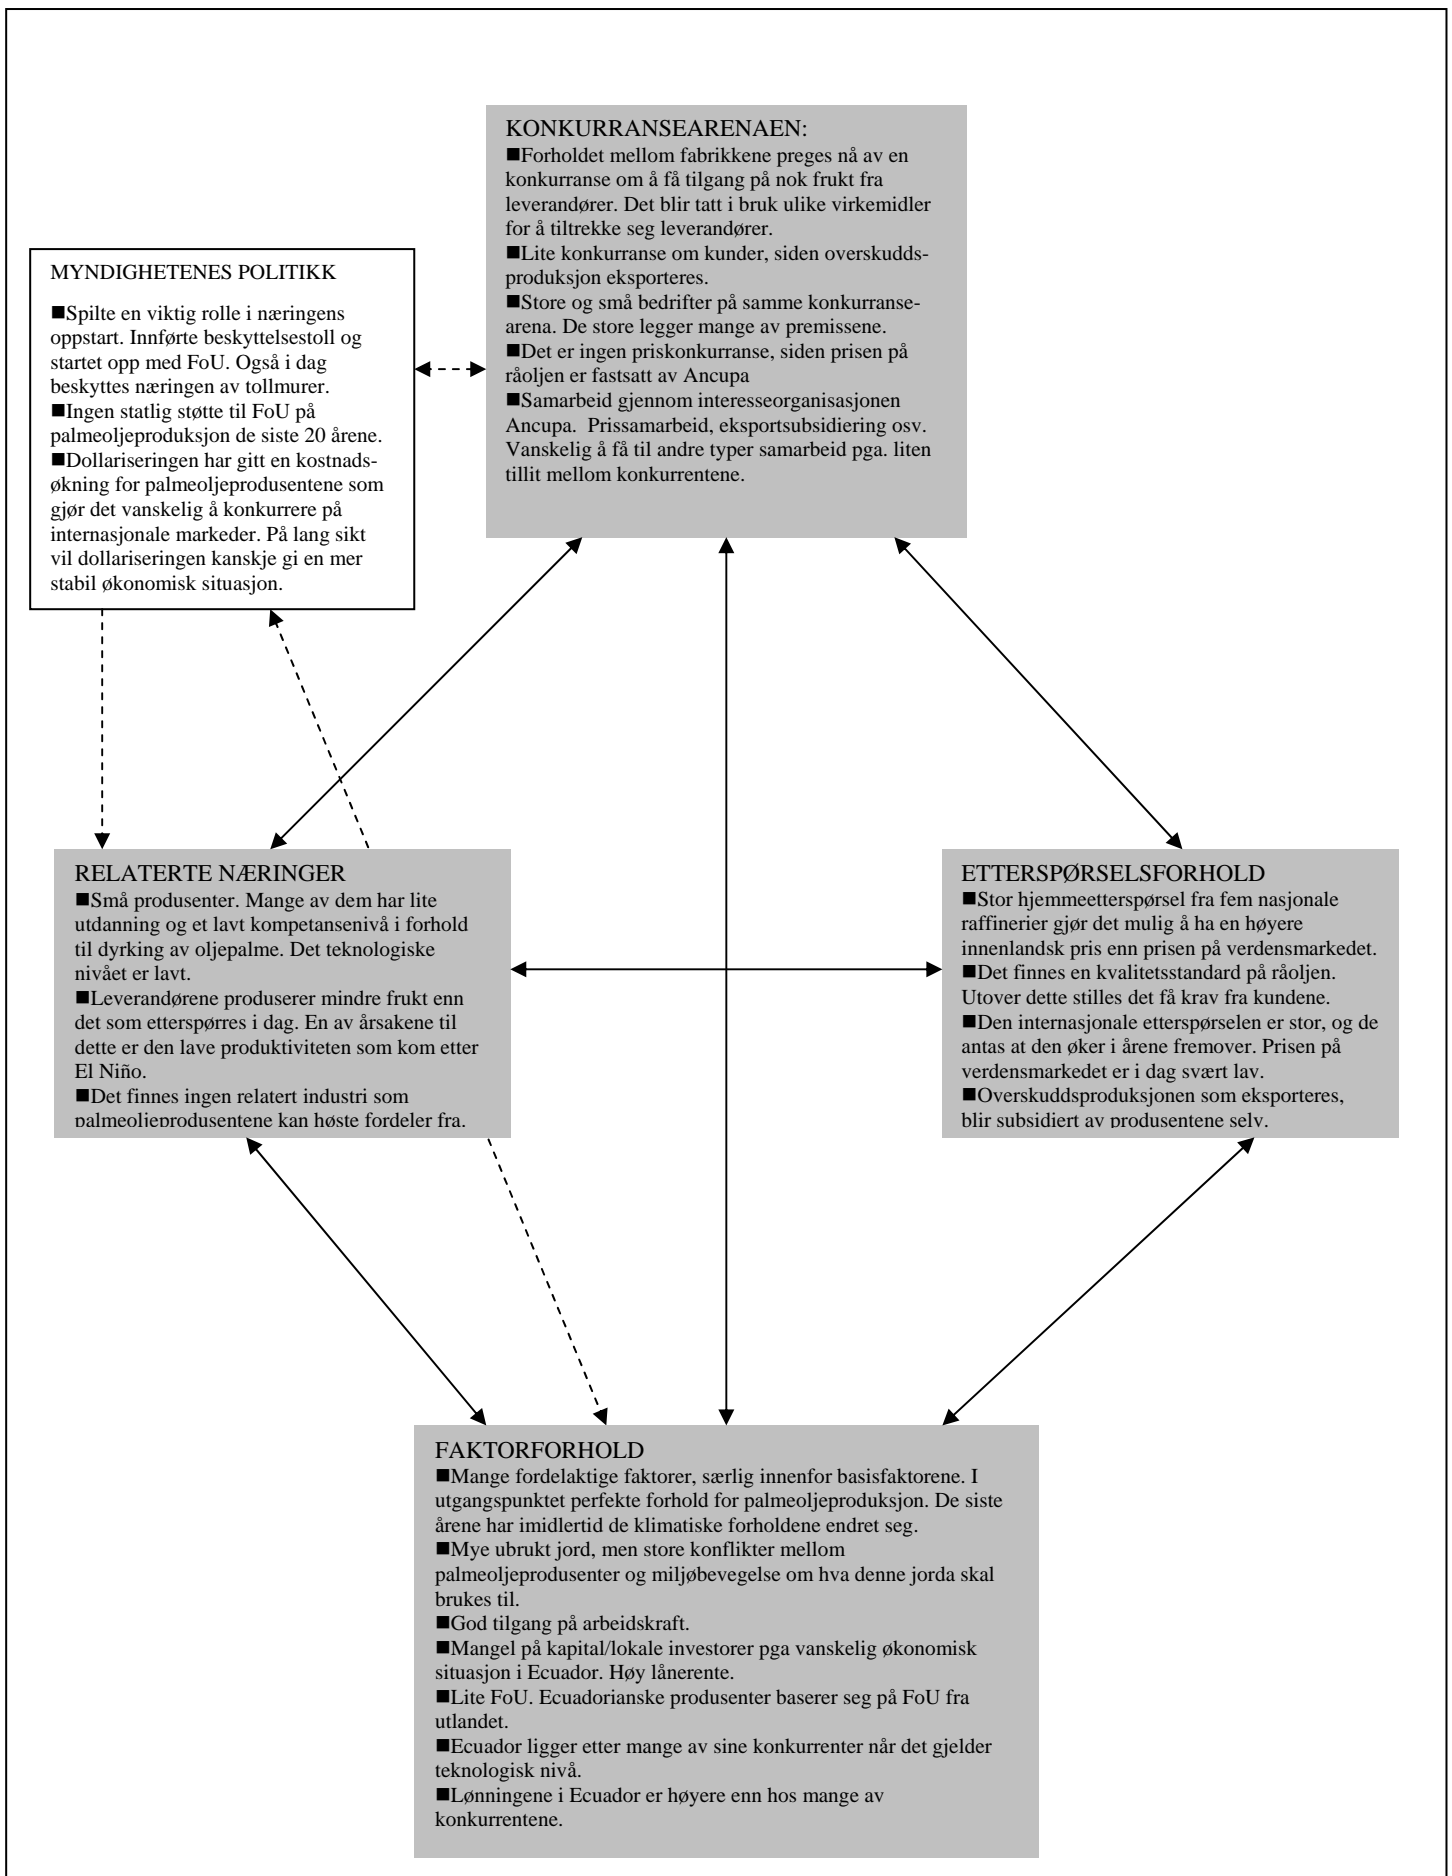 KONKURRANSEARENAEN:
■Forholdet mellom fabrikkene preges nå av en
konkurranse om å få tilgang på nok frukt fra
leverandører. Det blir tatt i bruk ulike virkemidler
for å tiltrekke seg leverandører.
■Lite konkurranse om kunder, siden overskudds-
produksjon eksporteres.
■Store og små bedrifter på samme konkurranse-
arena. De store legger mange av premissene.
■Det er ingen priskonkurranse, siden prisen på
råoljen er fastsatt av Ancupa
■Samarbeid gjennom interesseorganisasjonen
Ancupa.  Prissamarbeid, eksportsubsidiering osv.
Vanskelig å få til andre typer samarbeid pga. liten
tillit mellom konkurrentene.
MYNDIGHETENES POLITIKK
■Spilte en viktig rolle i næringens
oppstart. Innførte beskyttelsestoll og
startet opp med FoU. Også i dag
beskyttes næringen av tollmurer.
■Ingen statlig støtte til FoU på
palmeoljeproduksjon de siste 20 årene.
■Dollariseringen har gitt en kostnads-
økning for palmeoljeprodusentene som
gjør det vanskelig å konkurrere på
internasjonale markeder. På lang sikt
vil dollariseringen kanskje gi en mer
stabil økonomisk situasjon.
RELATERTE NÆRINGER
■Små produsenter. Mange av dem har lite
utdanning og et lavt kompetansenivå i forhold
til dyrking av oljepalme. Det teknologiske
nivået er lavt.
■Leverandørene produserer mindre frukt enn
det som etterspørres i dag. En av årsakene til
dette er den lave produktiviteten som kom etter
El Niño.
■Det finnes ingen relatert industri som
palmeoljeprodusentene kan høste fordeler fra.
ETTERSPØRSELSFORHOLD
■Stor hjemmeetterspørsel fra fem nasjonale
raffinerier gjør det mulig å ha en høyere
innenlandsk pris enn prisen på verdensmarkedet.
■Det finnes en kvalitetsstandard på råoljen.
Utover dette stilles det få krav fra kundene.
■Den internasjonale etterspørselen er stor, og de
antas at den øker i årene fremover. Prisen på
verdensmarkedet er i dag svært lav.
■Overskuddsproduksjonen som eksporteres,
blir subsidiert av produsentene selv.
FAKTORFORHOLD
■Mange fordelaktige faktorer, særlig innenfor basisfaktorene. I
utgangspunktet perfekte forhold for palmeoljeproduksjon. De siste
årene har imidlertid de klimatiske forholdene endret seg.
■Mye ubrukt jord, men store konflikter mellom
palmeoljeprodusenter og miljøbevegelse om hva denne jorda skal
brukes til.
■God tilgang på arbeidskraft.
■Mangel på kapital/lokale investorer pga vanskelig økonomisk
situasjon i Ecuador. Høy lånerente.
■Lite FoU. Ecuadorianske produsenter baserer seg på FoU fra
utlandet.
■Ecuador ligger etter mange av sine konkurrenter når det gjelder
teknologisk nivå.
■Lønningene i Ecuador er høyere enn hos mange av
konkurrentene.